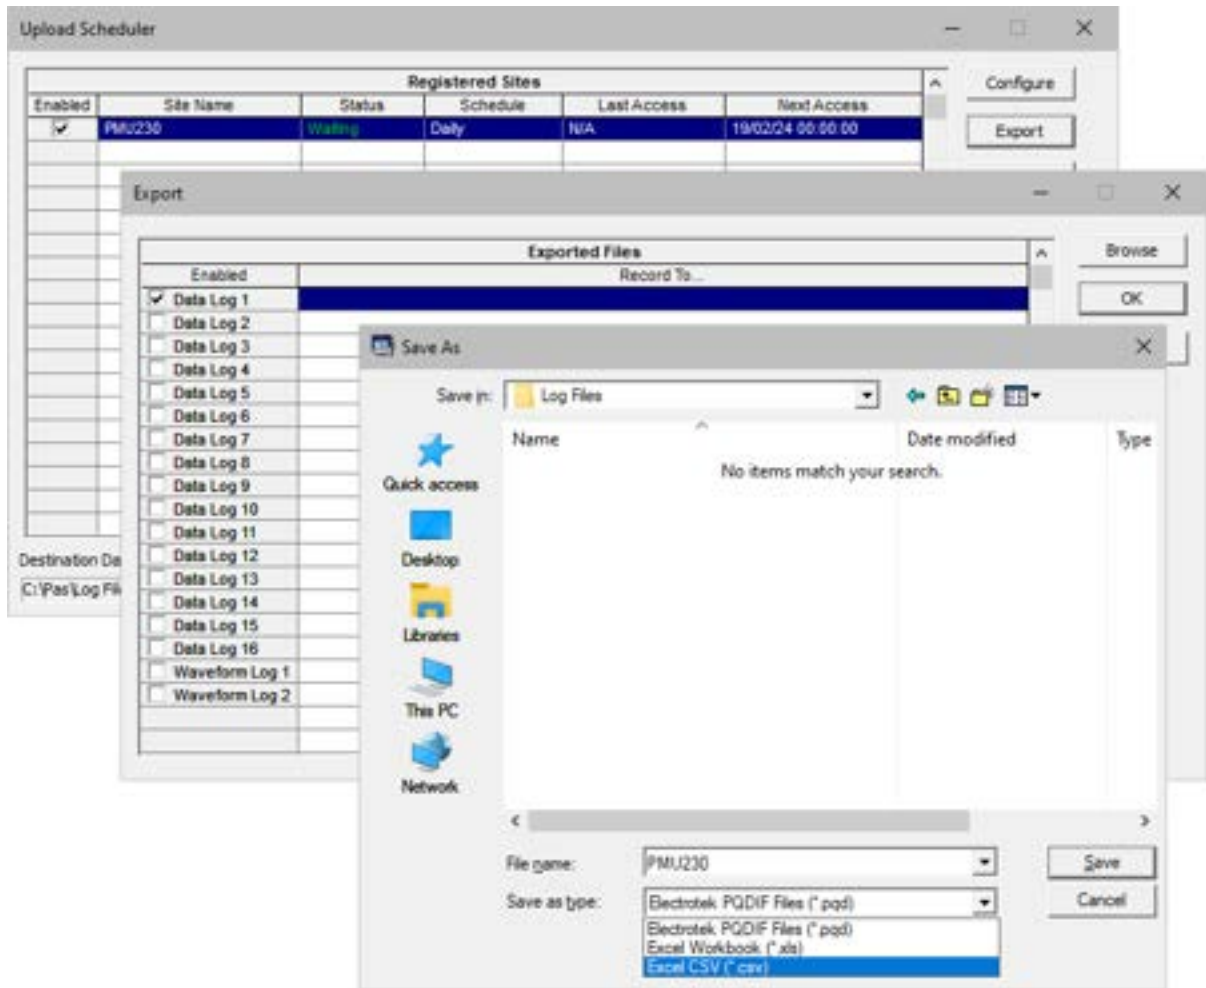 Upload Scheduler
Registered Sites
Enabled Site Name Status Schedule Last Access Next Access
PMU230 Waiting Daily N/A 19/02/24 00:00:00
Configure
Export
Export
Exported Files
Enabled Record To...
Browse
OK
Data Log 1
Data Log 2
Data Log 3
Data Log 4
Data Log 5
Data Log 6
Data Log 7
Data Log 8
Data Log 9
Data Log 10
Data Log 11
Data Log 12
Data Log 13
Data Log 14
Data Log 15
Data Log 16
Waveform Log 1
Waveform Log 2
Destination Da
C:\Pas\Log File
Save As
Save in: Log Files
Name Date modified Type
No items match your search.
Quick access
Desktop
Libraries
This PC
Network
File name: PMU230
Save
Save as type: Electrotek PQDIF Files (*.pqd)
Cancel
Electrotek PQDIF Files (*.pqd)
Excel Workbook (*.xls)
Excel CSV (*.csv)